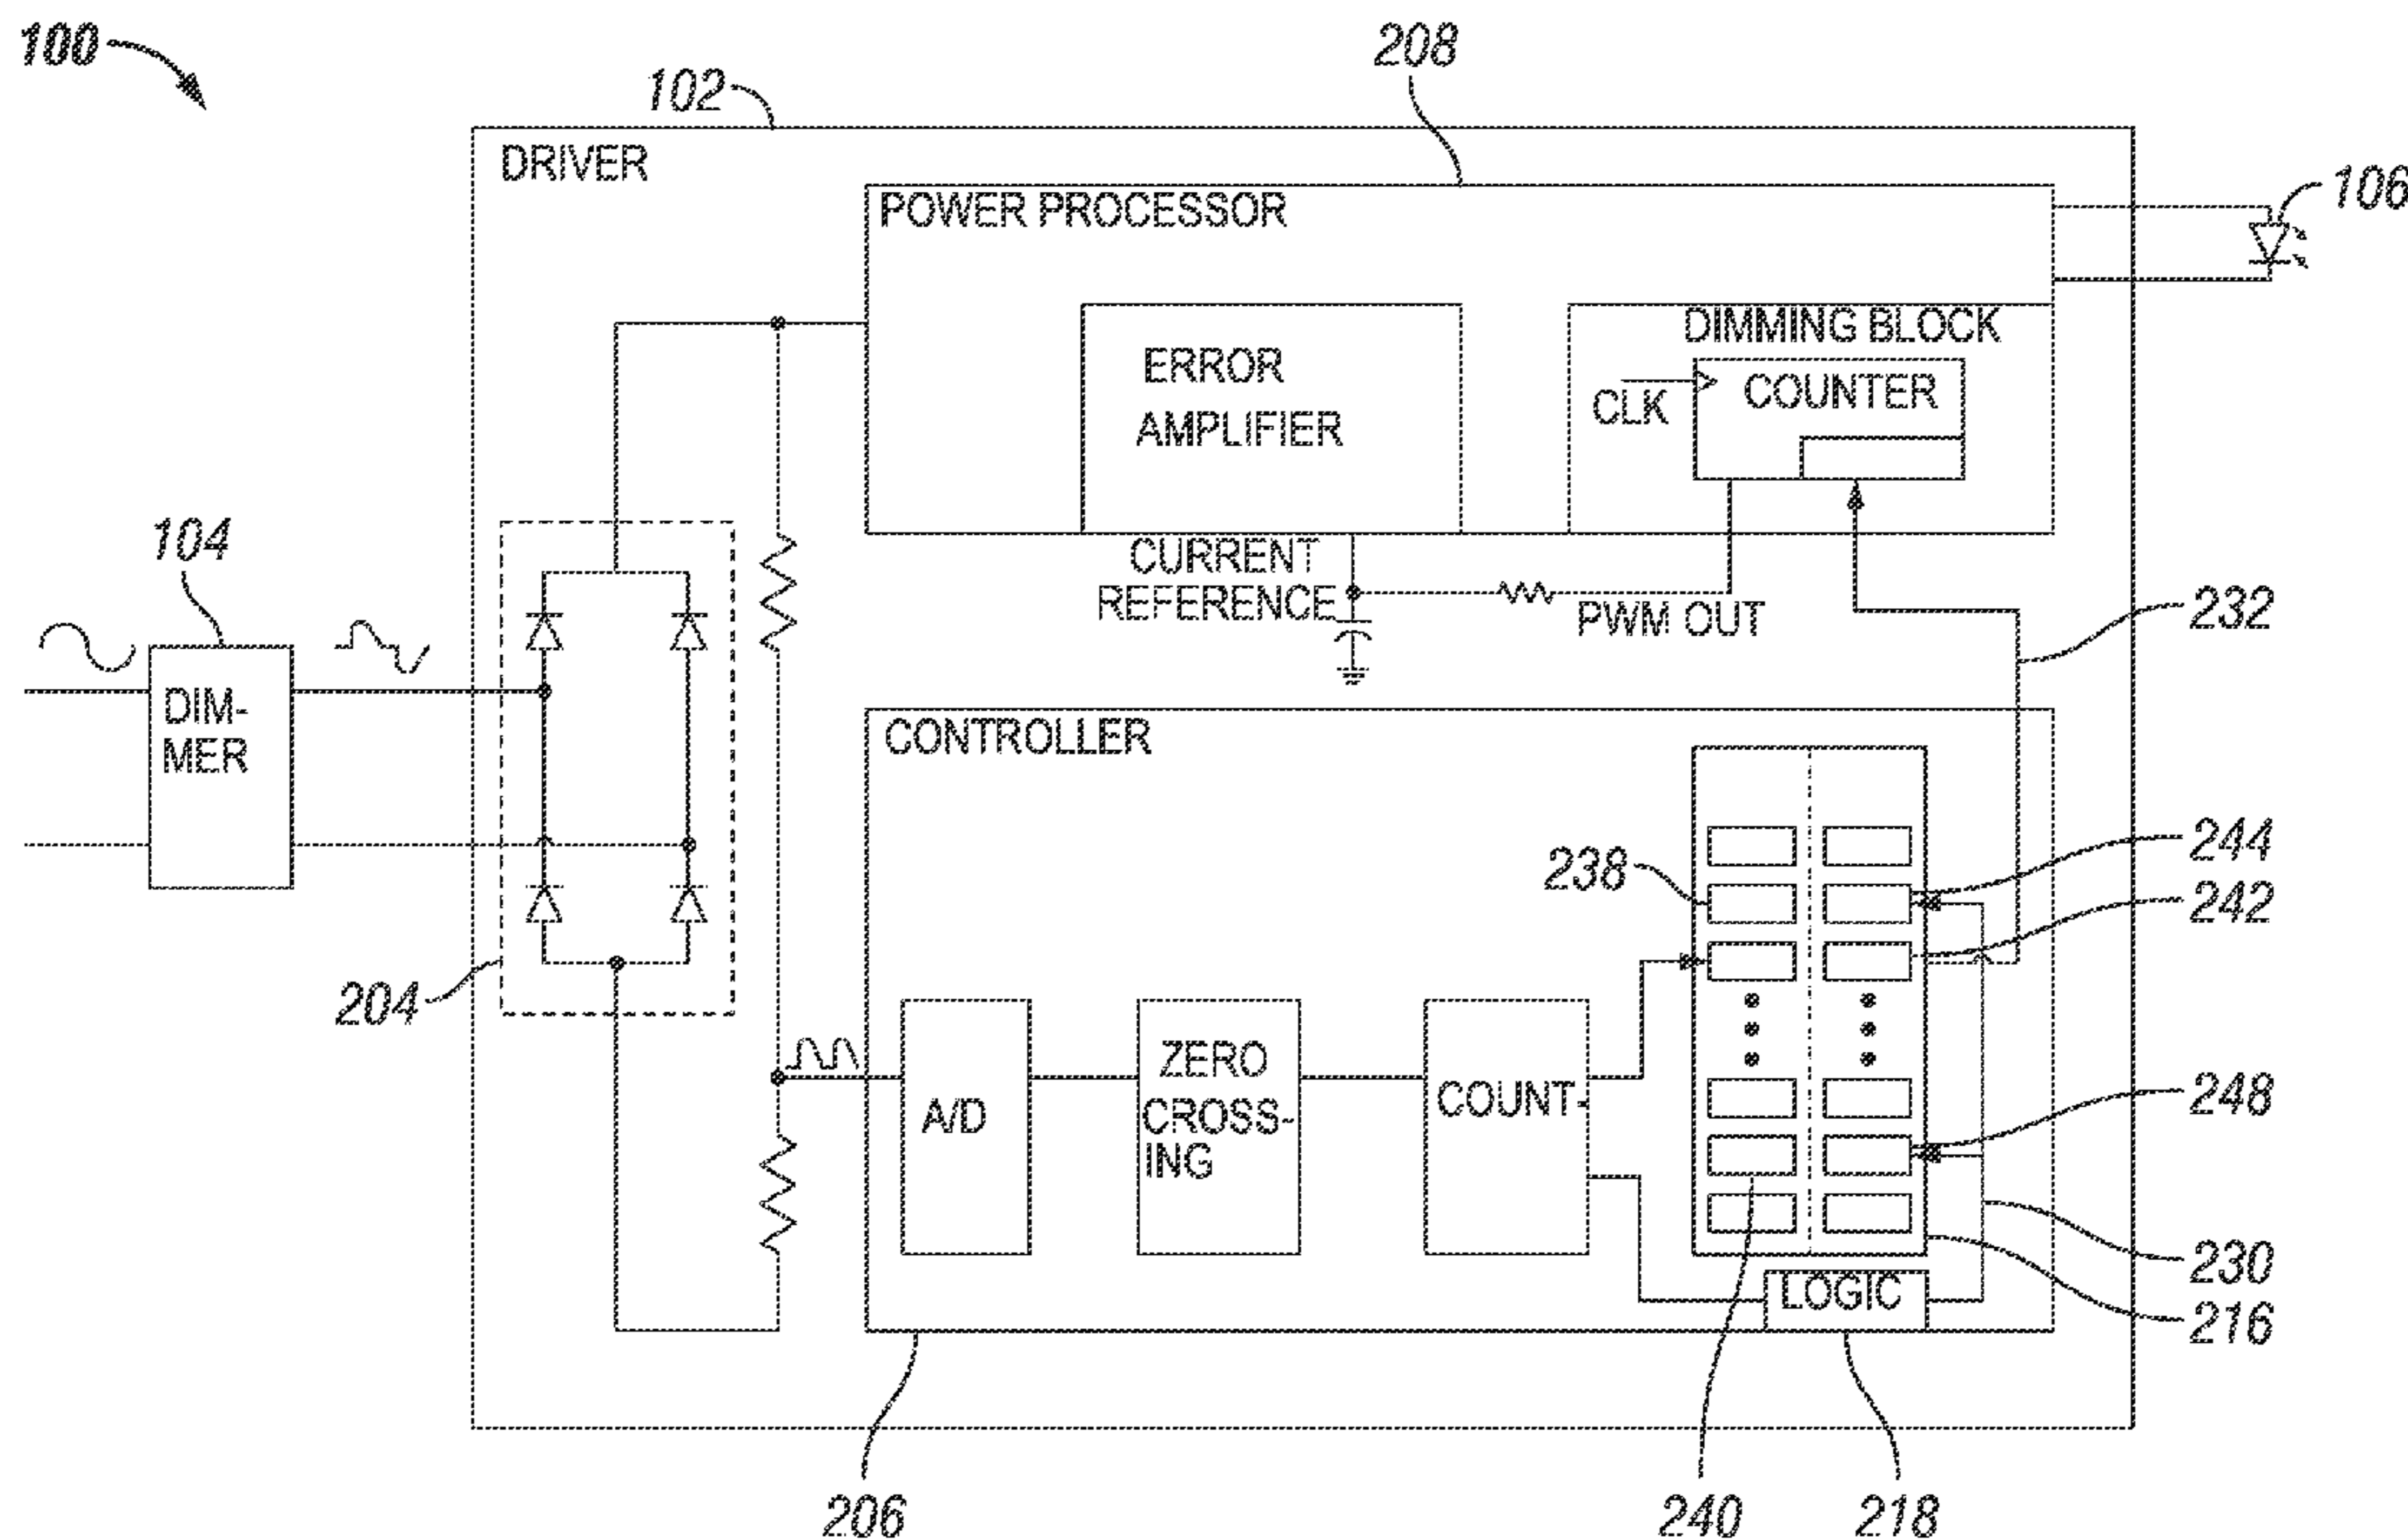 100
102
208
DRIVER
POWER PROCESSOR
106
DIMMING BLOCK
ERROR
AMPLIFIER
CLK
COUNTER
104
CURRENT
REFERENCE
PWM OUT
232
DIM-
MER
CONTROLLER
244
238
242
204
ZERO
CROSS-
ING
A/D
COUNT-
248
230
LOGIC
216
206
240
218